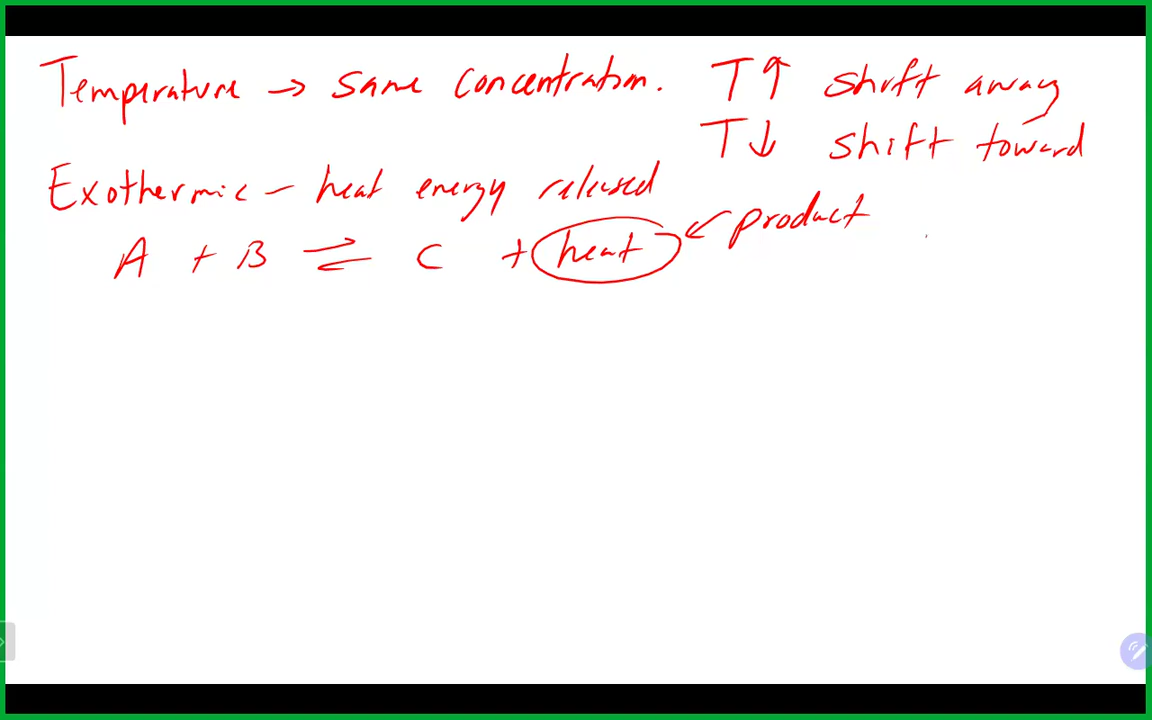 Temperature → same concentration. T↑ shift away
T↓ shift toward
Exothermic - heat energy released
A + B ⇌ C + heat ← product